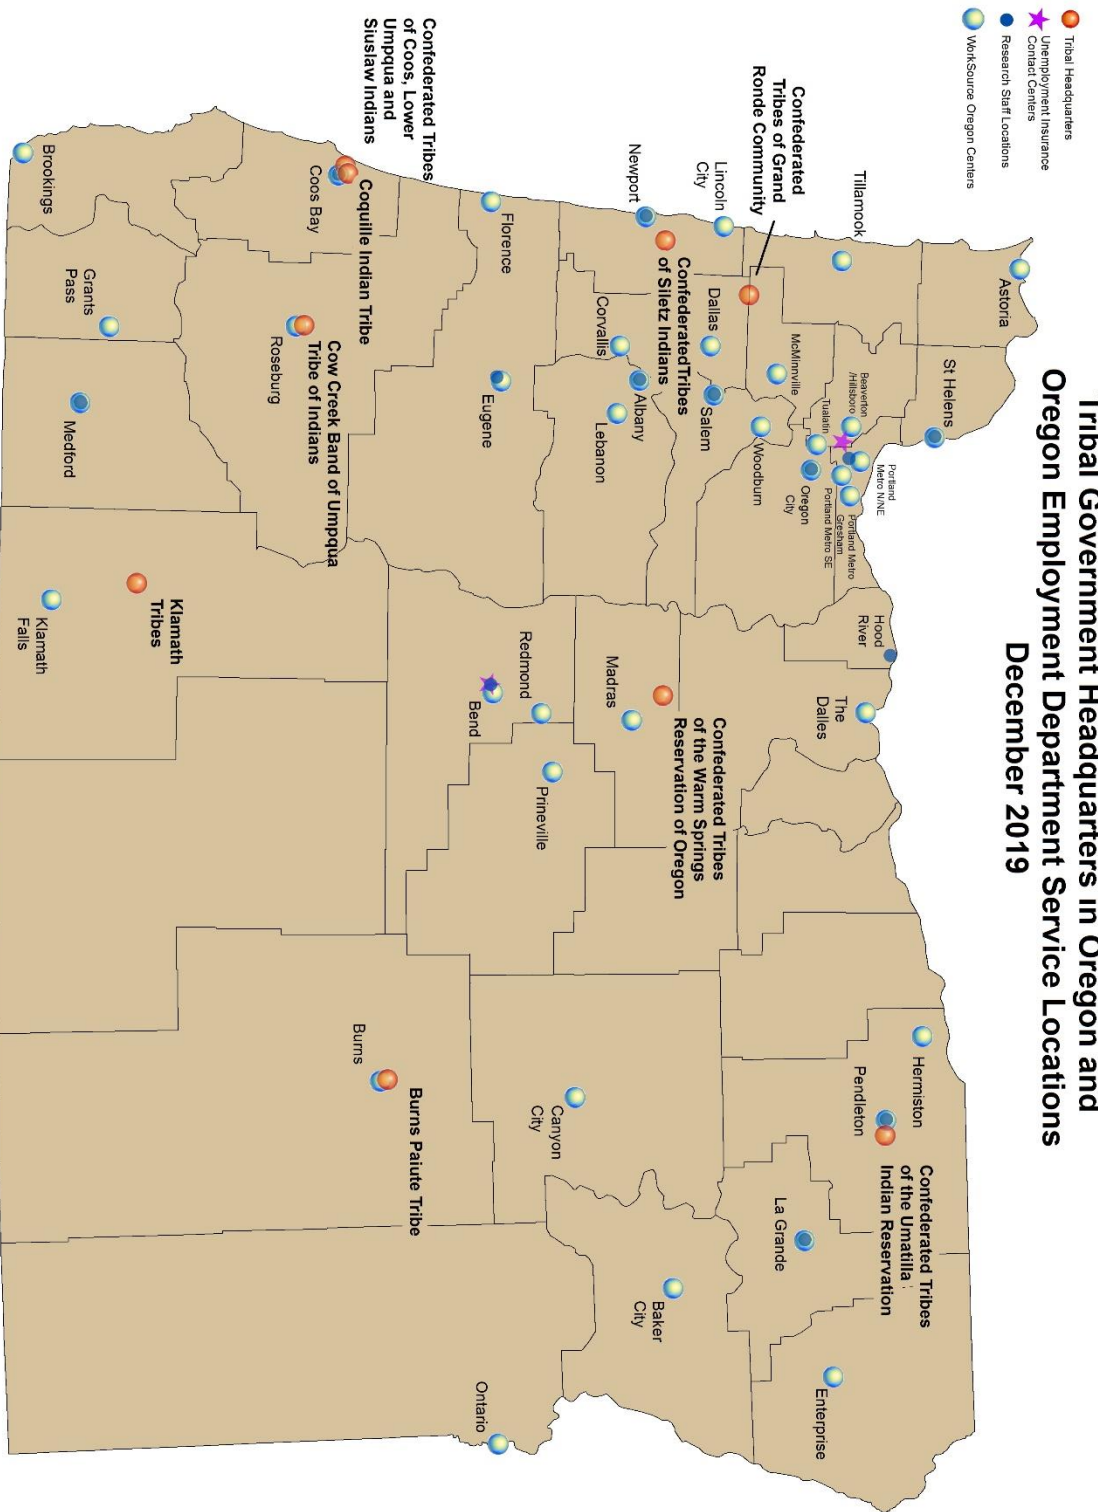 Tribal Government Headquarters in Oregon and
Oregon Employment Department Service Locations
December 2019
Tribal Headquarters
Unemployment Insurance
Contact Centers
Research Staff Locations
WorkSource Oregon Centers
Astoria
St Helens
Tillamook
Beaverton
/Hillsboro
Tualatin
Portland
Metro N/NE
Portland Metro
Gresham
Portland Metro SE
Oregon
City
Hood
River
The
Dalles
Hermiston
Pendleton
Confederated Tribes
of the Umatilla
Indian Reservation
La Grande
Enterprise
Confederated
Tribes of Grand
Ronde Community
McMinnville
Woodburn
Lincoln
City
Dallas
Salem
Newport
Confederated Tribes
of Siletz Indians
Corvallis
Albany
Lebanon
Confederated Tribes
of the Warm Springs
Reservation of Oregon
Madras
Baker
City
Florence
Eugene
Redmond
Bend
Prineville
Canyon
City
Ontario
Confederated Tribes
of Coos, Lower
Umpqua and
Siuslaw Indians
Coquille Indian Tribe
Coos Bay
Cow Creek Band of Umpqua
Tribe of Indians
Roseburg
Burns
Burns Paiute Tribe
Klamath
Tribes
Brookings
Grants
Pass
Medford
Klamath
Falls